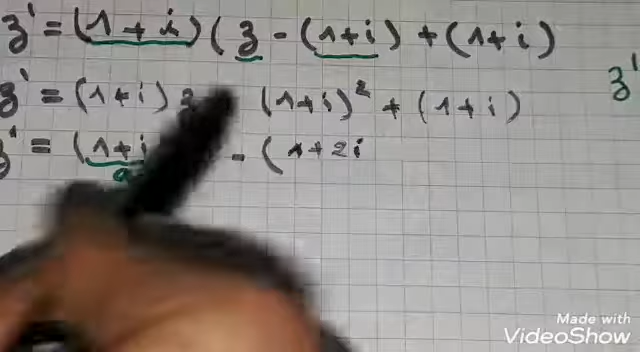 z' = (1+i)(z - (1+i) + (1+i)
z' = (1+i)z - (1+i)² + (1+i)
z' = (1+i - (1+2i
z'
a
Made with
VideoShow